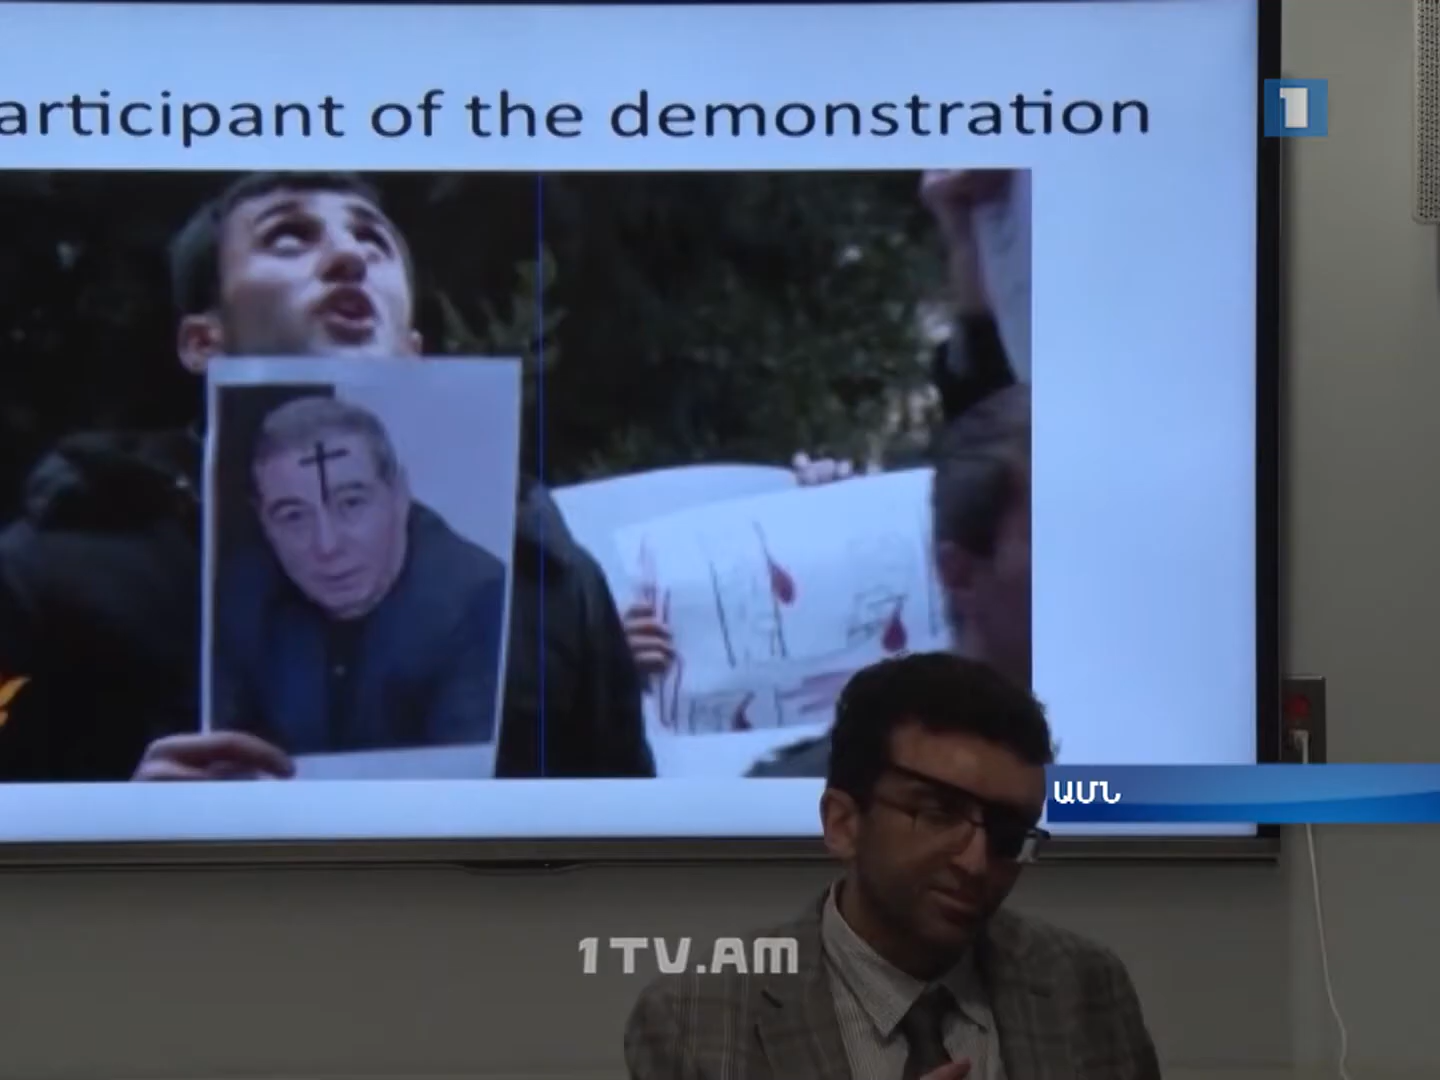 articipant of the demonstration
1
ԱՄՆ
1TV.AM